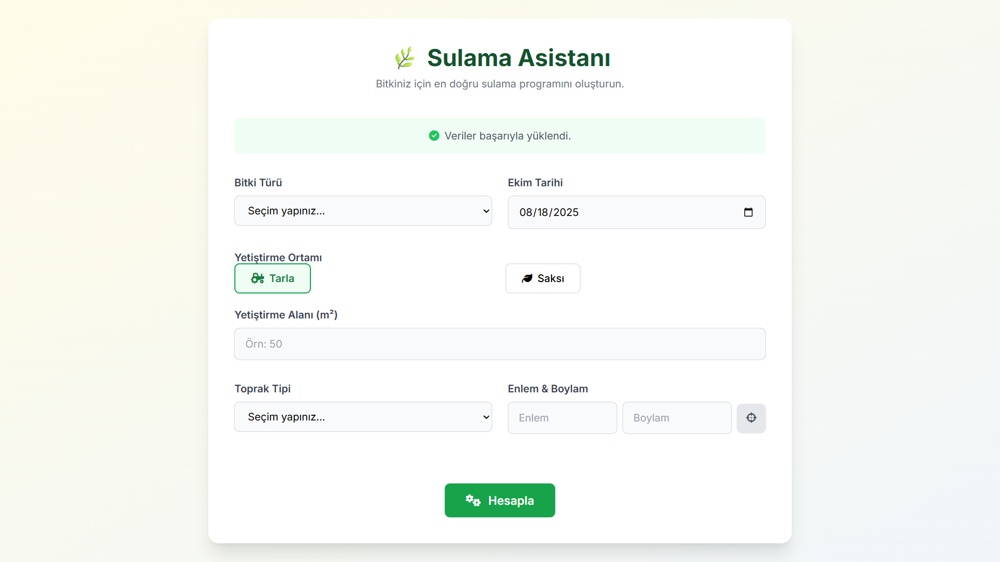 Sulama Asistanı
Bitkiniz için en doğru sulama programını oluşturun.
Veriler başarıyla yüklendi.
Bitki Türü
Seçim yapınız...
Ekim Tarihi
08/18/2025
Yetiştirme Ortamı
Tarla
Saksı
Yetiştirme Alanı (m²)
Örn: 50
Toprak Tipi
Seçim yapınız...
Enlem & Boylam
Enlem
Boylam
Hesapla